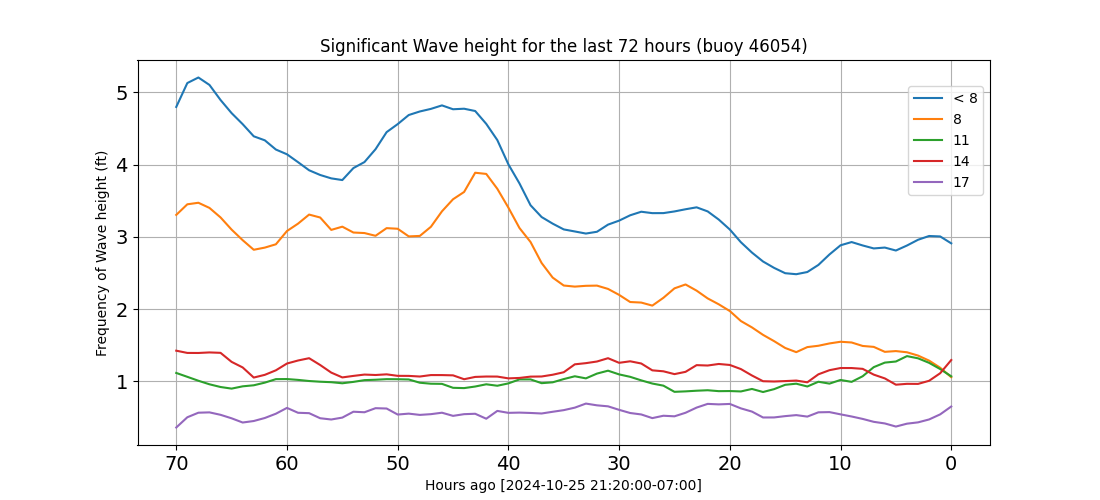 Significant Wave height for the last 72 hours (buoy 46054)
Frequency of Wave height (ft)
5
4
3
2
1
< 8
8
11
14
17
70 60 50 40 30 20 10 0
Hours ago [2024-10-25 21:20:00-07:00]